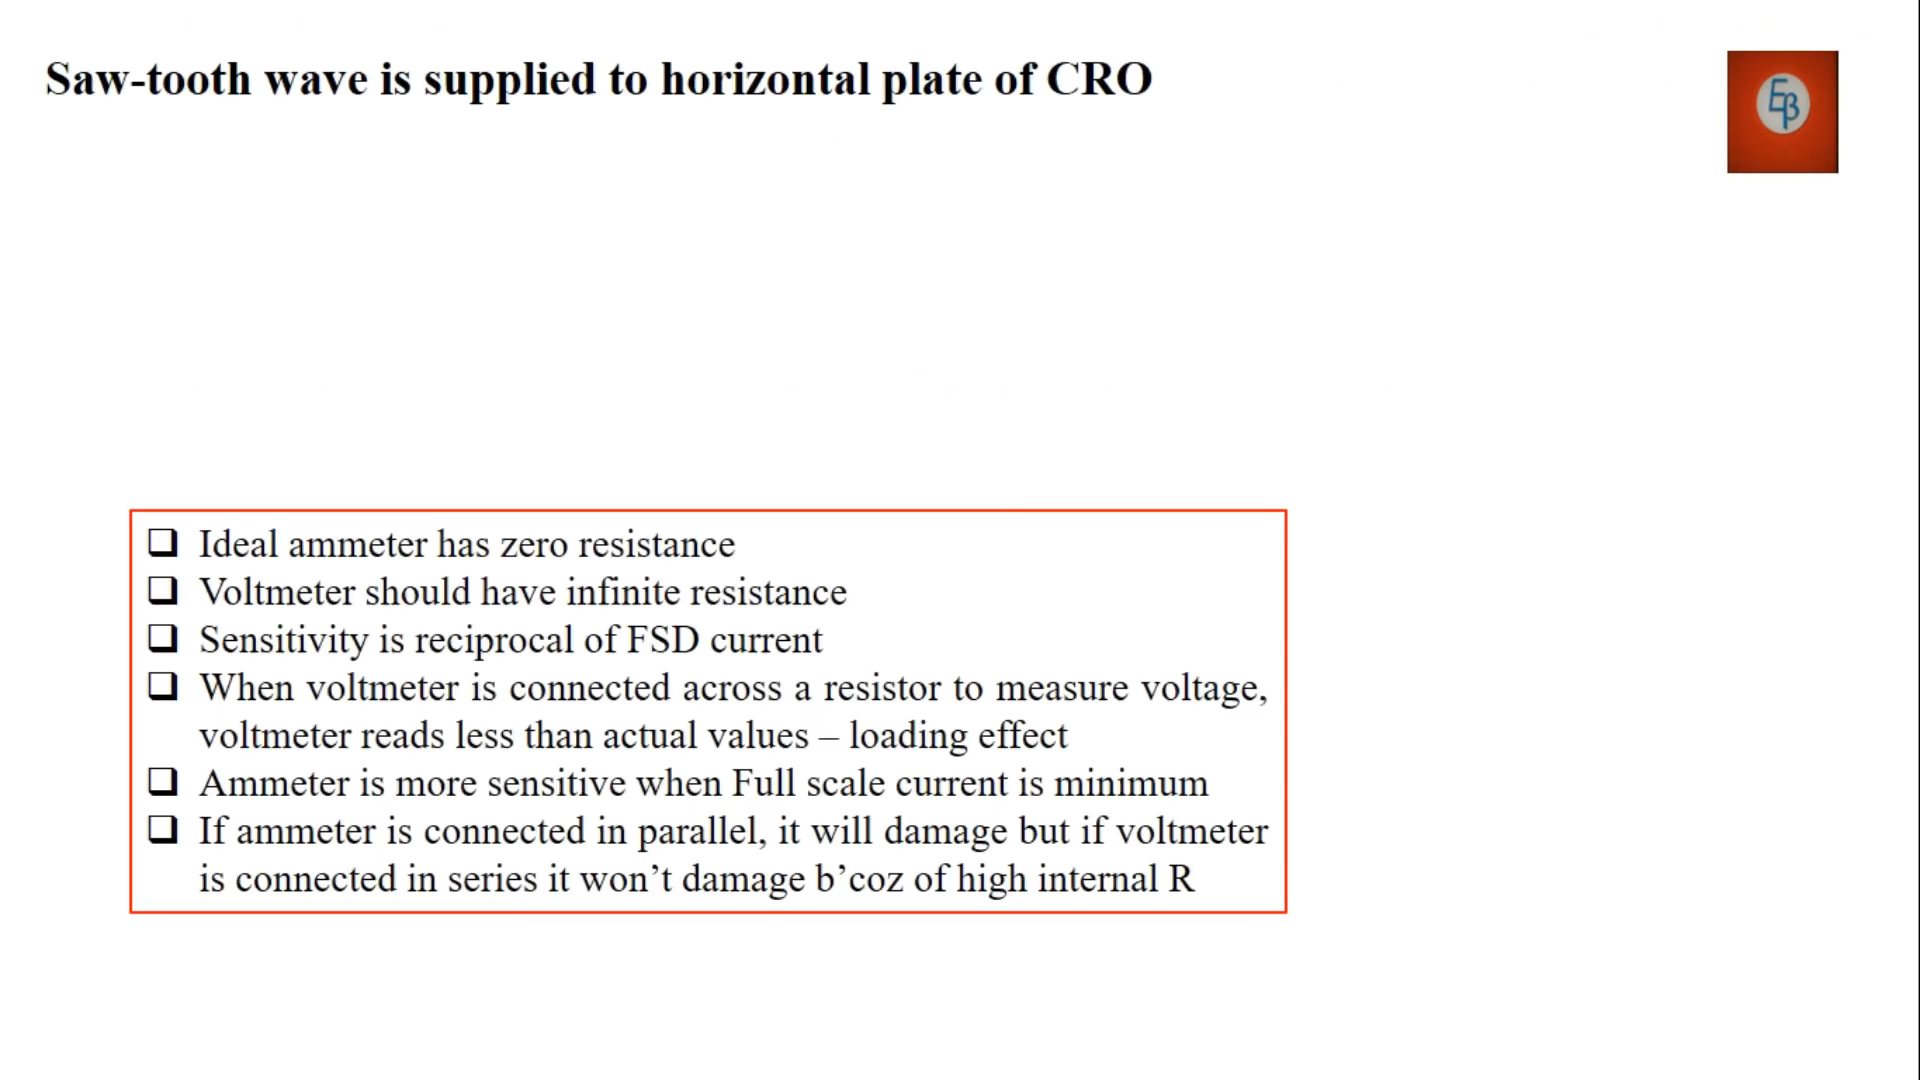 Saw-tooth wave is supplied to horizontal plate of CRO
Eβ
❑ Ideal ammeter has zero resistance
❑ Voltmeter should have infinite resistance
❑ Sensitivity is reciprocal of FSD current
❑ When voltmeter is connected across a resistor to measure voltage,
voltmeter reads less than actual values – loading effect
❑ Ammeter is more sensitive when Full scale current is minimum
❑ If ammeter is connected in parallel, it will damage but if voltmeter
is connected in series it won’t damage b’coz of high internal R